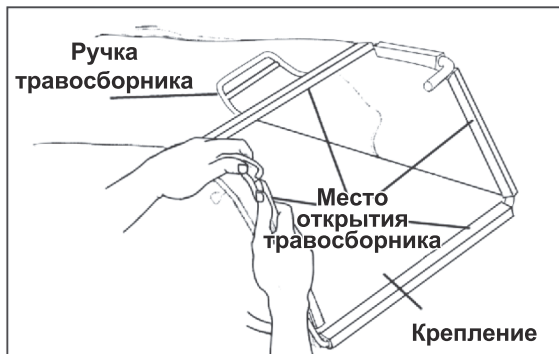 Ручка
травосборника
Место
открытия
травосборника
Крепление